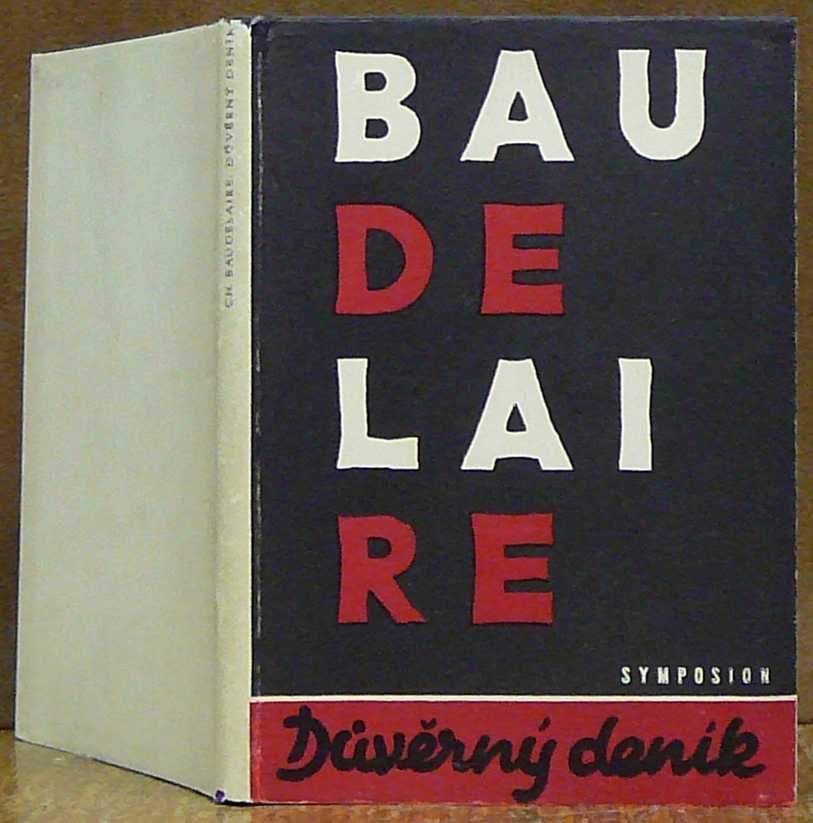 BAU
DE
LAI
RE
SYMPOSION
Důvěrný deník
CH. BAUDELAIRE: DŮVĚRNÝ DENÍK